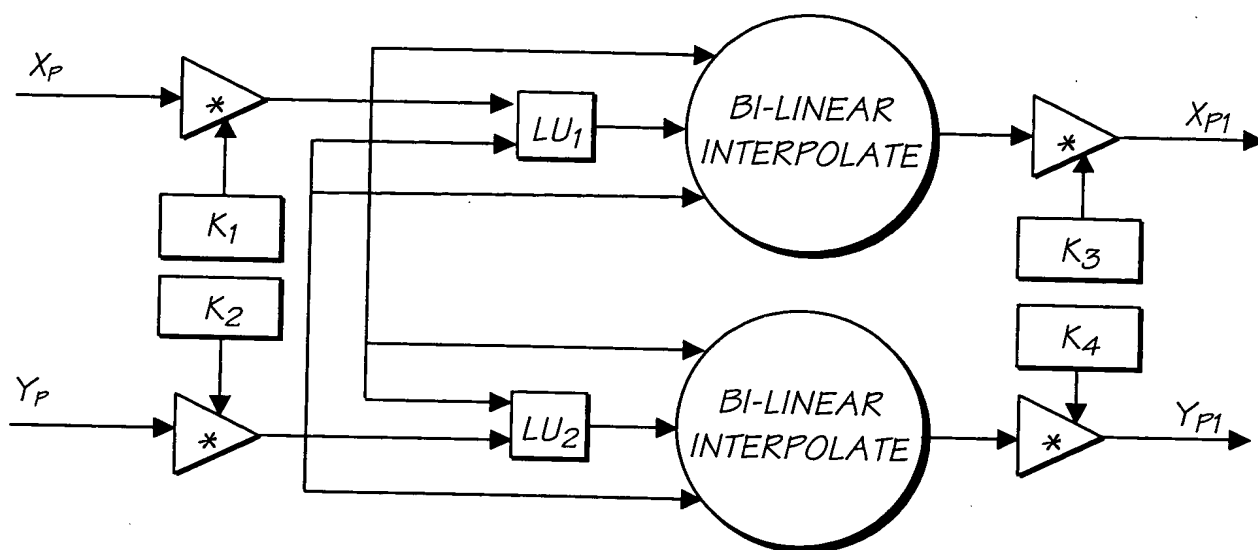 X_P
*
K_1
K_2
Y_P
*
LU_1
BI-LINEAR
INTERPOLATE
LU_2
BI-LINEAR
INTERPOLATE
*
X_P1
K_3
K_4
*
Y_P1